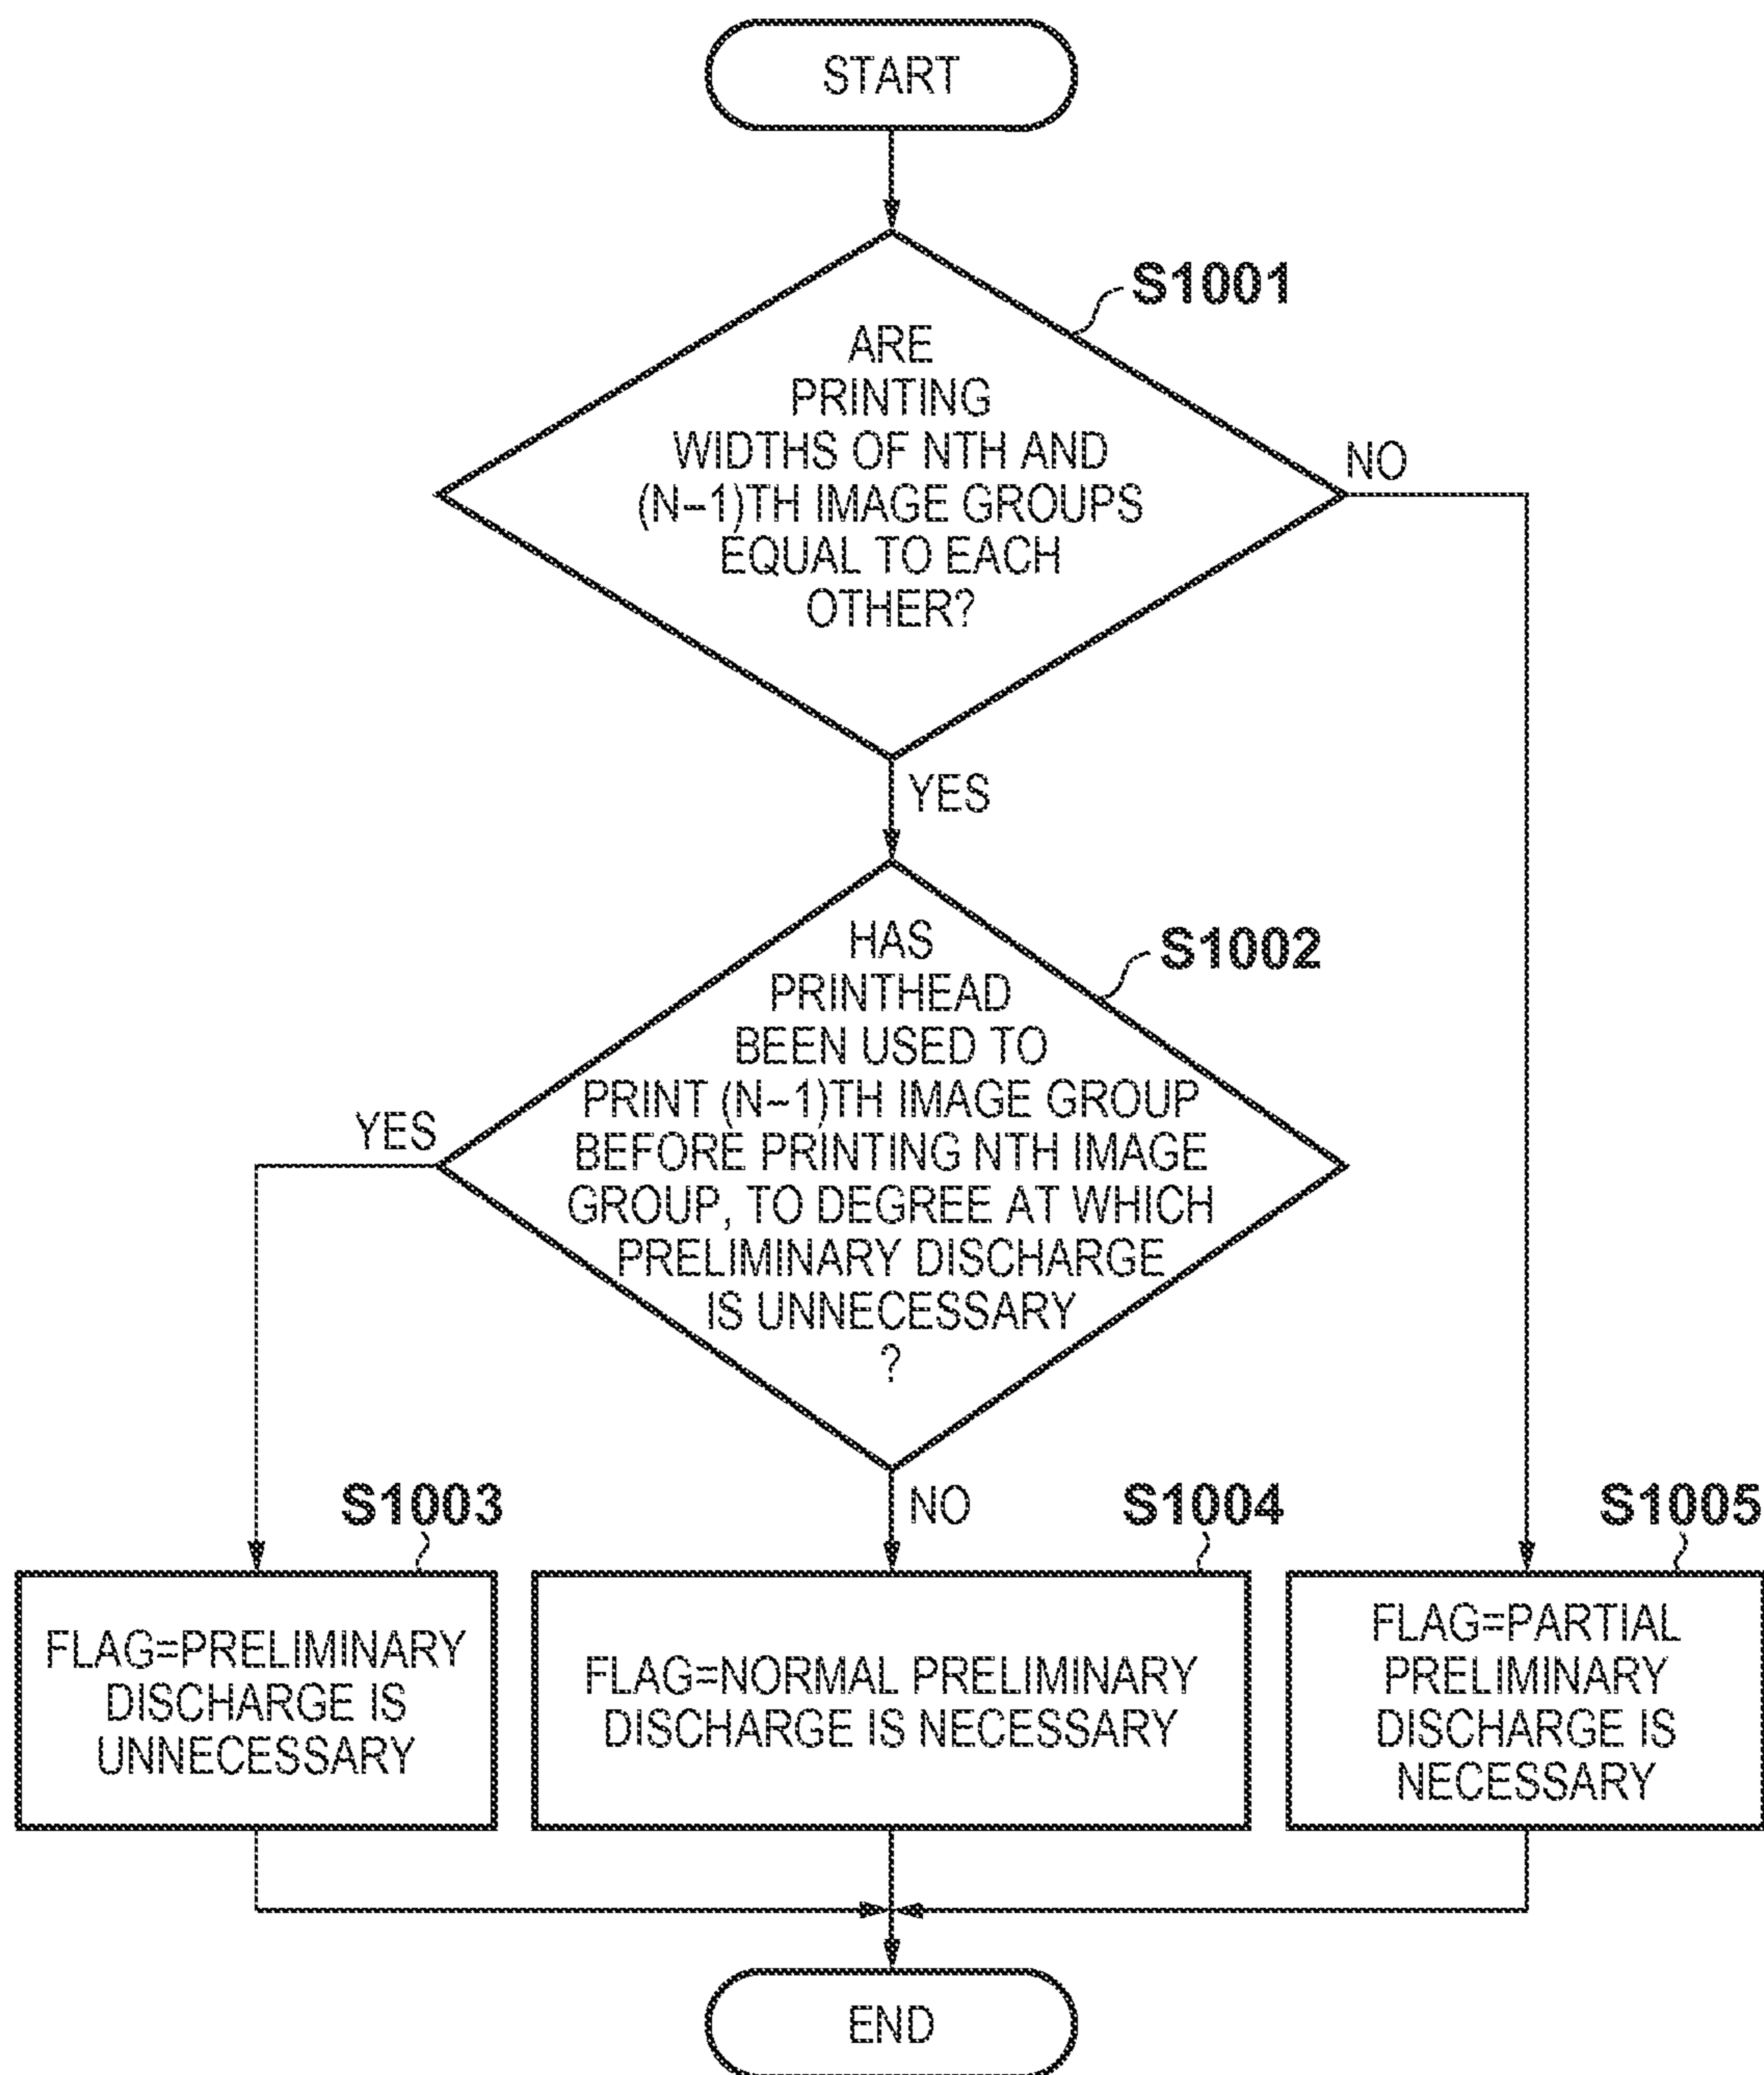 START
S1001
ARE
PRINTING
WIDTHS OF NTH AND
(N–1)TH IMAGE GROUPS
EQUAL TO EACH
OTHER?
NO
YES
S1002
HAS
PRINTHEAD
BEEN USED TO
PRINT (N–1)TH IMAGE GROUP
BEFORE PRINTING NTH IMAGE
GROUP, TO DEGREE AT WHICH
PRELIMINARY DISCHARGE
IS UNNECESSARY
?
YES
NO
S1003
FLAG=PRELIMINARY
DISCHARGE IS
UNNECESSARY
S1004
FLAG=NORMAL PRELIMINARY
DISCHARGE IS NECESSARY
S1005
FLAG=PARTIAL
PRELIMINARY
DISCHARGE IS
NECESSARY
END